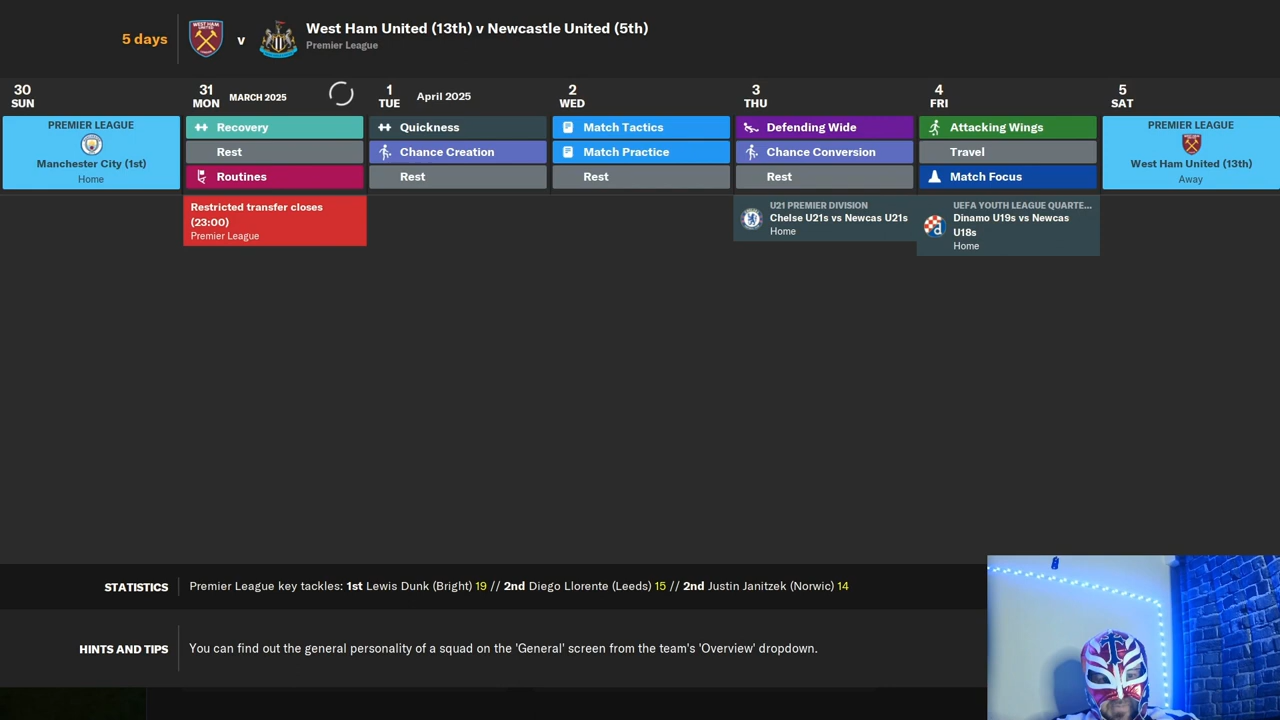 West Ham United (13th) v Newcastle United (5th)
5 days
v
Premier League
30
SUN
31
MON
MARCH 2025
1
TUE
April 2025
2
WED
3
THU
4
FRI
5
SAT
PREMIER LEAGUE
Manchester City (1st)
Home
Recovery
Rest
Routines
Quickness
Chance Creation
Rest
Match Tactics
Match Practice
Rest
Defending Wide
Chance Conversion
Rest
Attacking Wings
Travel
Match Focus
PREMIER LEAGUE
West Ham United (13th)
Away
Restricted transfer closes
(23:00)
Premier League
U21 PREMIER DIVISION
Chelse U21s vs Newcas U21s
Home
UEFA YOUTH LEAGUE QUARTE...
Dinamo U19s vs Newcas
U18s
Home
STATISTICS
Premier League key tackles: 1st Lewis Dunk (Bright) 19 // 2nd Diego Llorente (Leeds) 15 // 2nd Justin Janitzek (Norwic) 14
HINTS AND TIPS
You can find out the general personality of a squad on the 'General' screen from the team's 'Overview' dropdown.